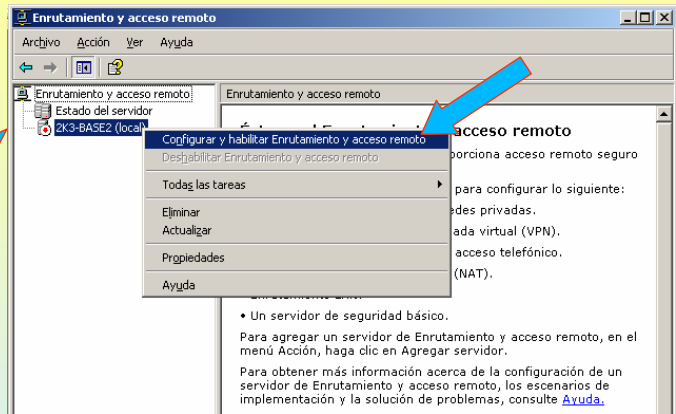 Enrutamiento y acceso remoto
Archivo Acción Ver Ayuda
Enrutamiento y acceso remoto
Estado del servidor
2K3-BASE2 (local)
Enrutamiento y acceso remoto
acceso remoto
Configurar y habilitar Enrutamiento y acceso remoto
Deshabilitar Enrutamiento y acceso remoto
Todas las tareas
Eliminar
Actualizar
Propiedades
Ayuda
acceso remoto seguro
para configurar lo siguiente:
privadas.
virtual (VPN).
acceso telefónico.
(NAT).
• Un servidor de seguridad básico.
Para agregar un servidor de Enrutamiento y acceso remoto, en el
menú Acción, haga clic en Agregar servidor.
Para obtener más información acerca de la configuración de un
servidor de Enrutamiento y acceso remoto, los escenarios de
implementación y la solución de problemas, consulte Ayuda.